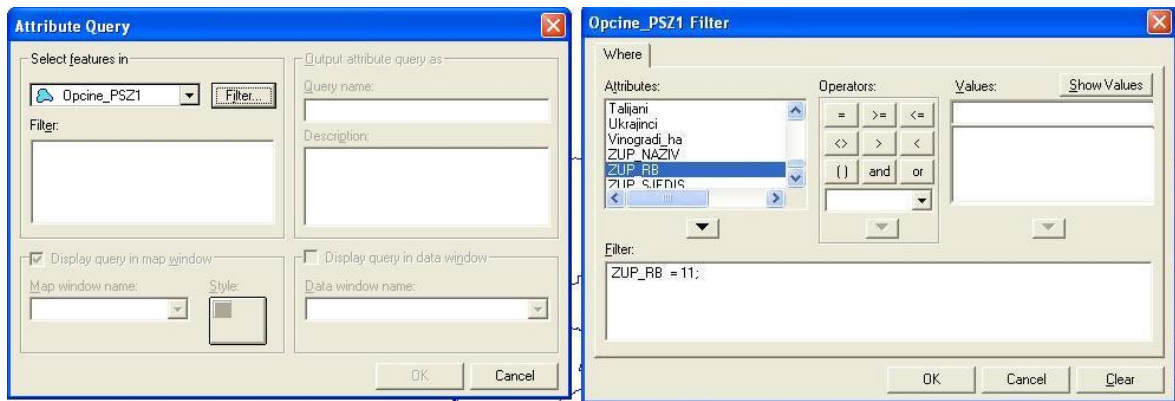 Attribute Query
Select features in
Opcine_PSZ1
Filter...
Filter:
Output attribute query as
Query name:
Description:
Display query in map window
Map window name:
Style:
Display query in data window
Data window name:
OK
Cancel
Opcine_PSZ1 Filter
Where
Attributes:
Talijani
Ukrajinci
Vinogradi_ha
ZUP_NAZIV
ZUP_RB
ZUP_SJEDIS
Operators:
= >= <=
<> > <
( ) and or
Values:
Show Values
Filter:
ZUP_RB = 11;
OK
Cancel
Clear